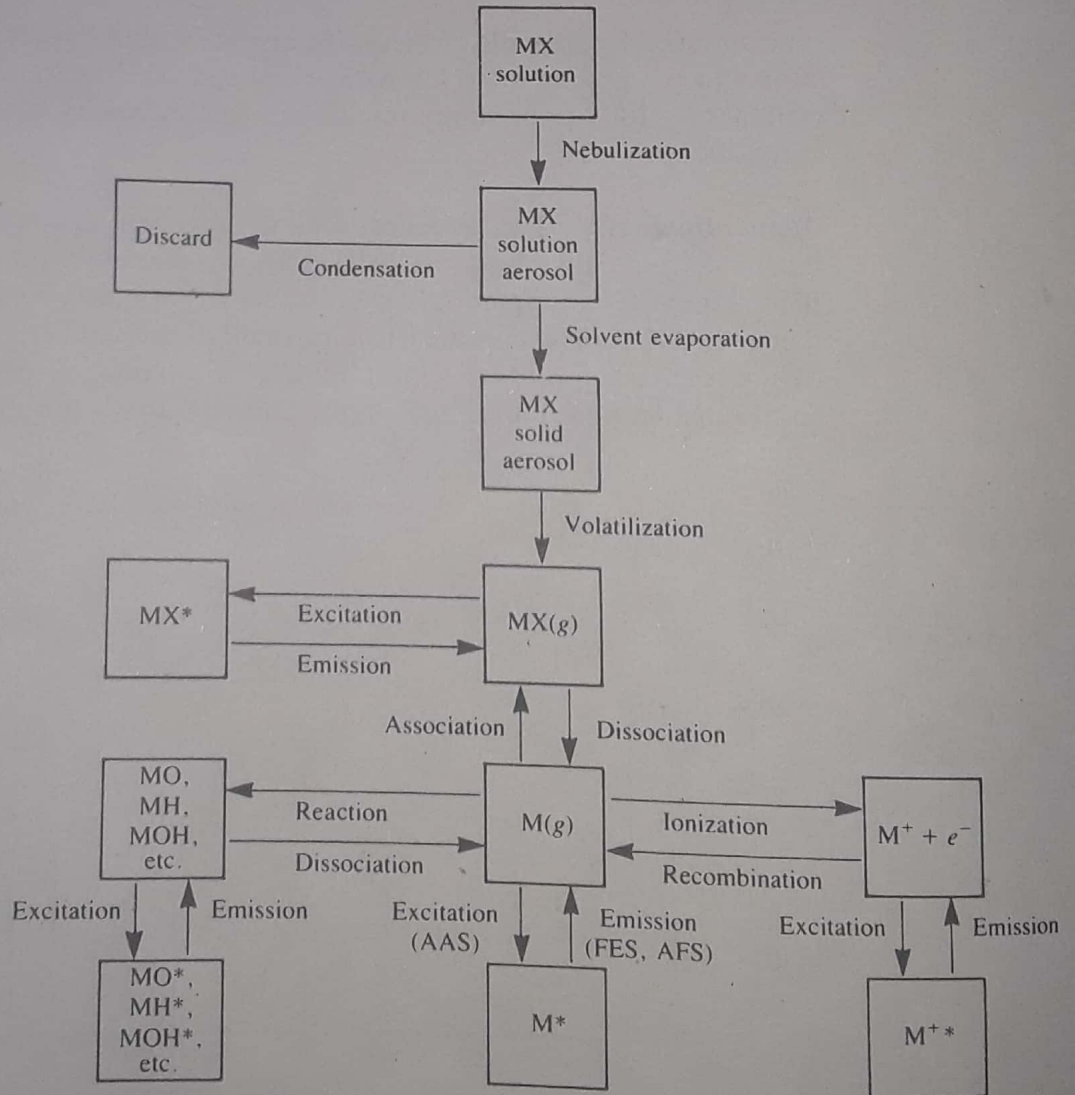 MX
solution
Nebulization
MX
solution
aerosol
Discard
Condensation
Solvent evaporation
MX
solid
aerosol
Volatilization
MX*
Excitation
Emission
MX(g)
Association
Dissociation
MO,
MH,
MOH,
etc.
Reaction
Dissociation
M(g)
Ionization
Recombination
M⁺ + e⁻
Excitation
Emission
Excitation
(AAS)
Emission
(FES, AFS)
Excitation
Emission
MO*,
MH*,
MOH*,
etc.
M*
M⁺*